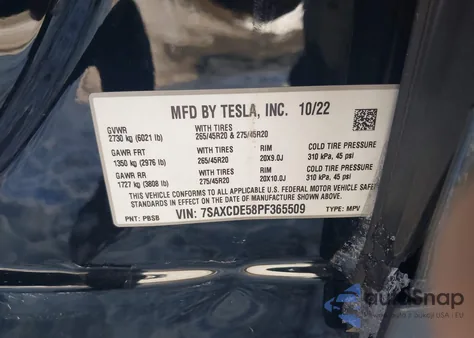 MFD BY TESLA, INC. 10/22
GVWR
2730 kg (6021 lb)
WITH TIRES
265/45R20 & 275/45R20
GAWR FRT
1350 kg (2976 lb)
WITH TIRES
265/45R20
RIM
20X9.0J
COLD TIRE PRESSURE
310 kPa, 45 psi
GAWR RR
1727 kg (3808 lb)
WITH TIRES
275/45R20
RIM
20X10.0J
COLD TIRE PRESSURE
310 kPa, 45 psi
THIS VEHICLE CONFORMS TO ALL APPLICABLE U.S. FEDERAL MOTOR VEHICLE SAFETY
STANDARDS IN EFFECT ON THE DATE OF MANUFACTURE SHOWN ABOVE.
PNT: PBSB
VIN: 7SAXCDE58PF365509
TYPE: MPV